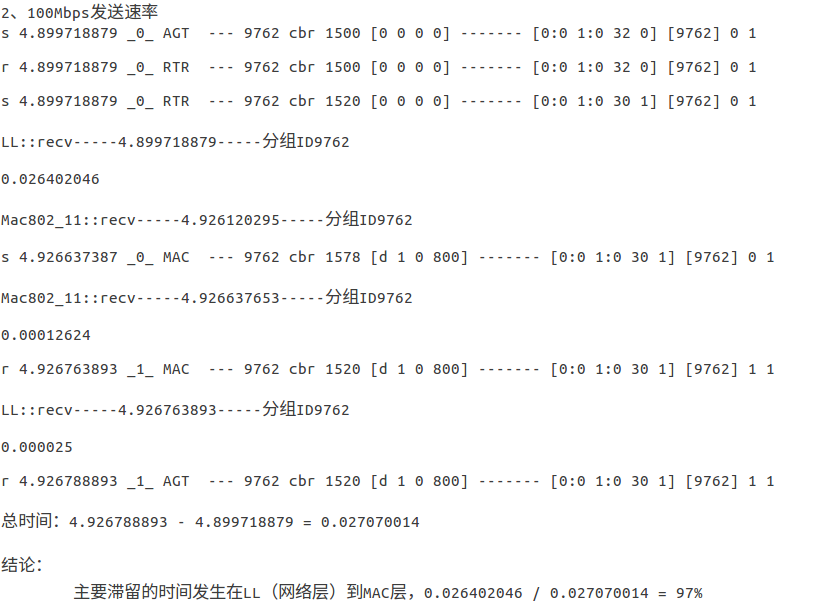 2、100Mbps发送速率
s 4.899718879 _0_ AGT  --- 9762 cbr 1500 [0 0 0 0] ------- [0:0 1:0 32 0] [9762] 0 1
r 4.899718879 _0_ RTR  --- 9762 cbr 1500 [0 0 0 0] ------- [0:0 1:0 32 0] [9762] 0 1
s 4.899718879 _0_ RTR  --- 9762 cbr 1520 [0 0 0 0] ------- [0:0 1:0 30 1] [9762] 0 1
LL::recv-----4.899718879-----分组ID9762
0.026402046
Mac802_11::recv-----4.926120295-----分组ID9762
s 4.926637387 _0_ MAC  --- 9762 cbr 1578 [d 1 0 800] ------- [0:0 1:0 30 1] [9762] 0 1
Mac802_11::recv-----4.926637653-----分组ID9762
0.00012624
r 4.926763893 _1_ MAC  --- 9762 cbr 1520 [d 1 0 800] ------- [0:0 1:0 30 1] [9762] 1 1
LL::recv-----4.926763893-----分组ID9762
0.000025
r 4.926788893 _1_ AGT  --- 9762 cbr 1520 [d 1 0 800] ------- [0:0 1:0 30 1] [9762] 1 1
总时间：4.926788893 - 4.899718879 = 0.027070014
结论：
主要滞留的时间发生在LL（网络层）到MAC层，0.026402046 / 0.027070014 = 97%